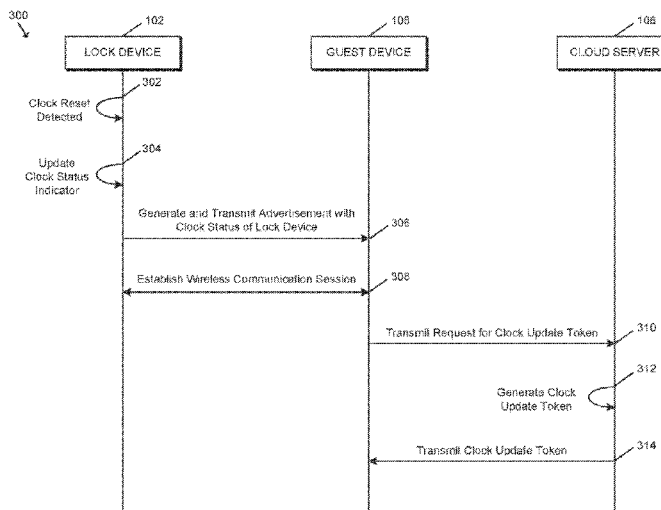 300
102
108
106
LOCK DEVICE
GUEST DEVICE
CLOUD SERVER
302
Clock Reset
Detected
304
Update
Clock Status
Indicator
Generate and Transmit Advertisement with
Clock Status of Lock Device
306
Establish Wireless Communication Session
308
Transmit Request for Clock Update Token
310
312
Generate Clock
Update Token
Transmit Clock Update Token
314